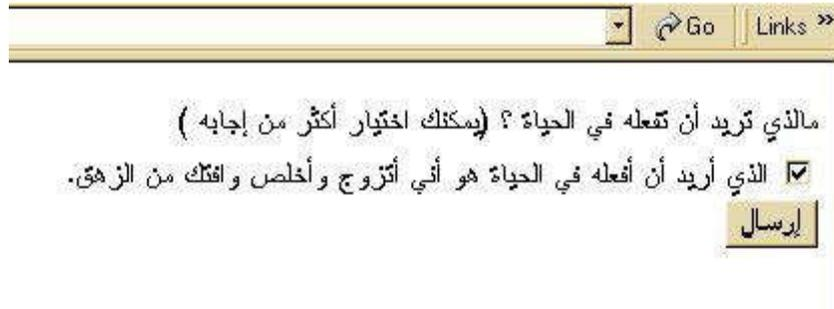 Go Links »
مالذي تريد أن تفعله في الحياة ؟ (يمكنك اختيار أكثر من إجابه )
الذي أريد أن أفعله في الحياة هو أني أتزوج وأخلص وافتك من الزهق.
إرسال